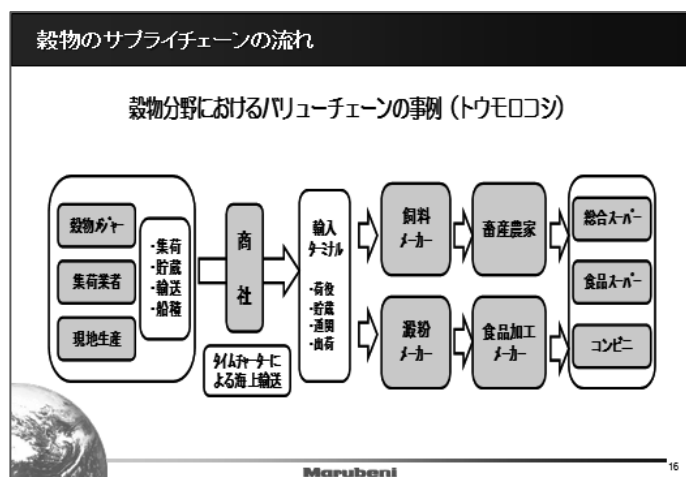 穀物のサプライチェーンの流れ
穀物分野におけるバリューチェーンの事例（トウモロコシ）
穀物ﾒｼﾞｬｰ
集荷業者
現地生産
・集荷
・貯蔵
・輸送
・船積
商
社
ﾀｲﾑﾁｬｰﾀｰに
よる海上輸送
輸入
ﾀｰﾐﾅﾙ
・荷役
・貯蔵
・通関
・出荷
飼料
ﾒｰｶｰ
畜産農家
澱粉
ﾒｰｶｰ
食品加工
ﾒｰｶｰ
総合ｽｰﾊﾟｰ
食品ｽｰﾊﾟｰ
コンビニ
Marubeni
16